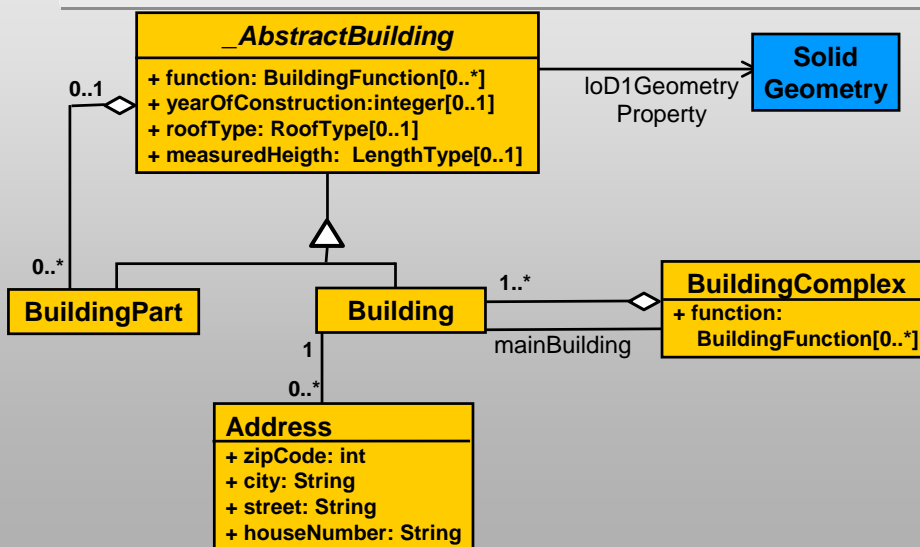 _AbstractBuilding
+ function: BuildingFunction[0..*]
+ yearOfConstruction:integer[0..1]
+ roofType: RoofType[0..1]
+ measuredHeigth: LengthType[0..1]
0..1
loD1Geometry
Property
Solid
Geometry
0..*
BuildingPart
Building
1..*
mainBuilding
BuildingComplex
+ function:
BuildingFunction[0..*]
1
0..*
Address
+ zipCode: int
+ city: String
+ street: String
+ houseNumber: String